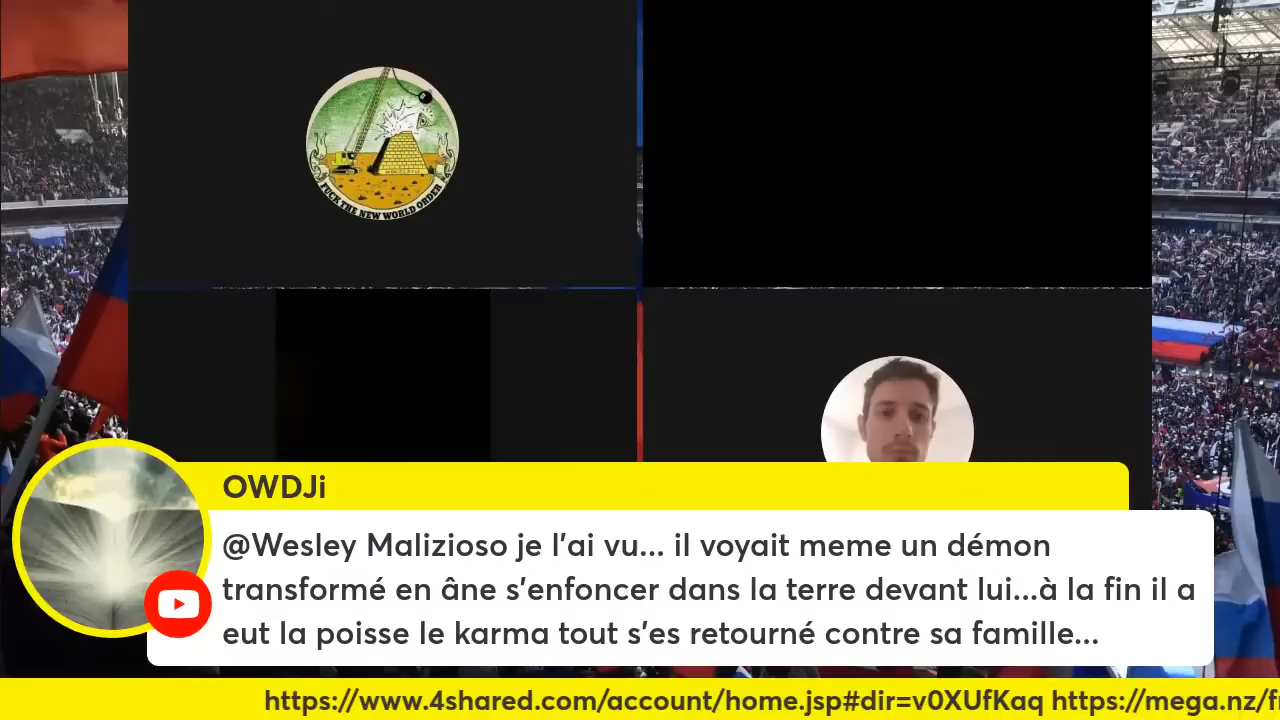 FUCK THE NEW WORLD ORDER
OWDJi
@Wesley Malizioso je l'ai vu... il voyait meme un démon
transformé en âne s'enfoncer dans la terre devant lui...à la fin il a
eut la poisse le karma tout s'es retourné contre sa famille...
https://www.4shared.com/account/home.jsp#dir=v0XUfKaq https://mega.nz/f